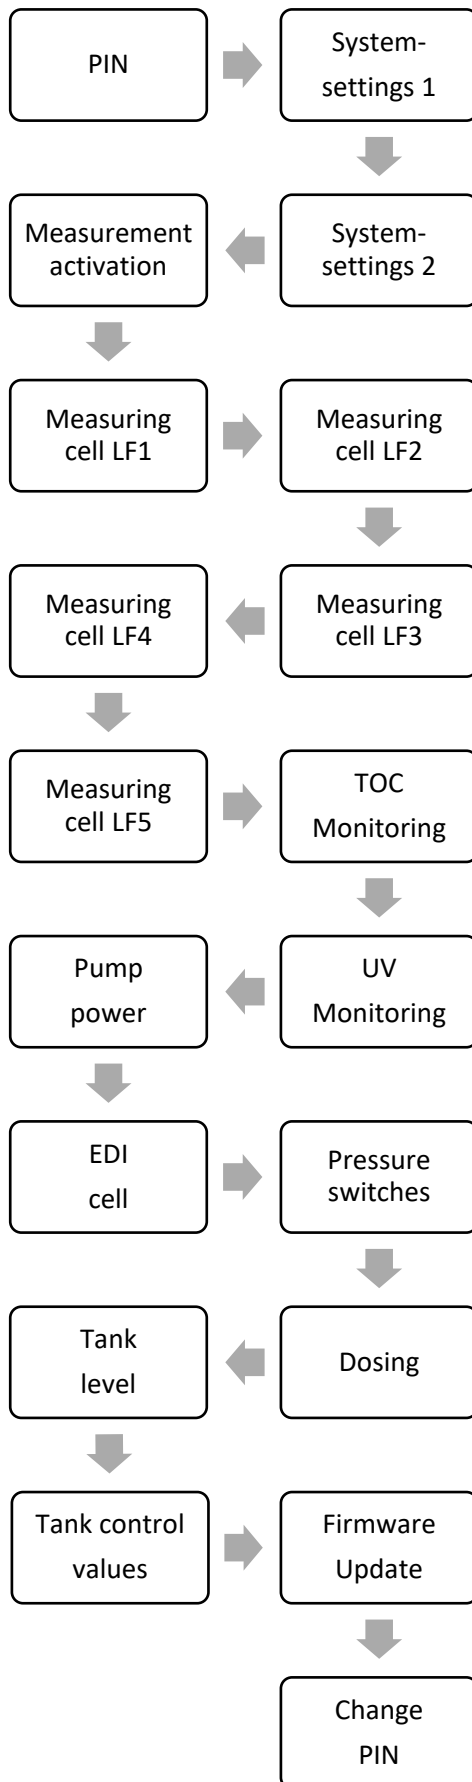 PIN
System-
settings 1
Measurement
activation
System-
settings 2
Measuring
cell LF1
Measuring
cell LF2
Measuring
cell LF4
Measuring
cell LF3
Measuring
cell LF5
TOC
Monitoring
Pump
power
UV
Monitoring
EDI
cell
Pressure
switches
Tank
level
Dosing
Tank control
values
Firmware
Update
Change
PIN